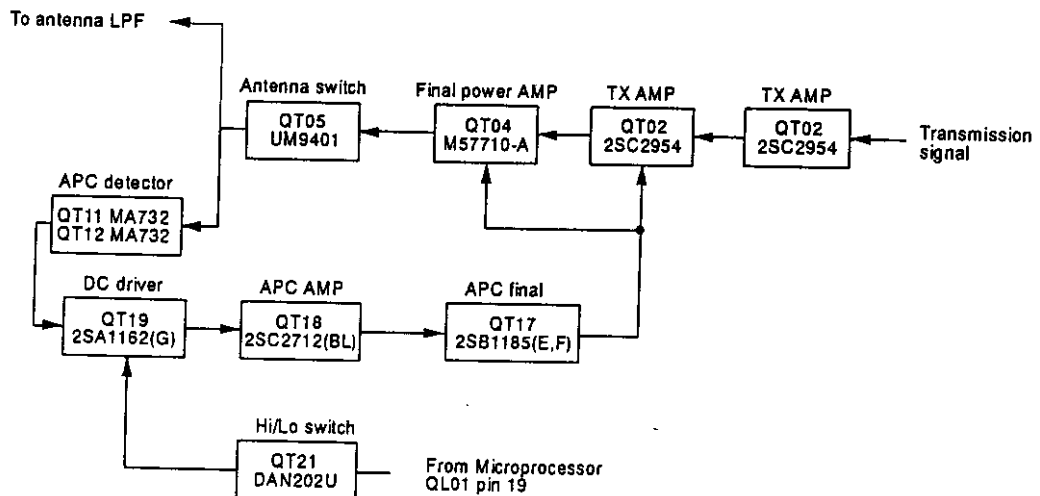 To antenna LPF
Antenna switch
QT05
UM9401
Final power AMP
QT04
M57710-A
TX AMP
QT02
2SC2954
TX AMP
QT02
2SC2954
Transmission
signal
APC detector
QT11 MA732
QT12 MA732
DC driver
QT19
2SA1162(G)
APC AMP
QT18
2SC2712(BL)
APC final
QT17
2SB1185(E,F)
Hi/Lo switch
QT21
DAN202U
From Microprocessor
QL01 pin 19